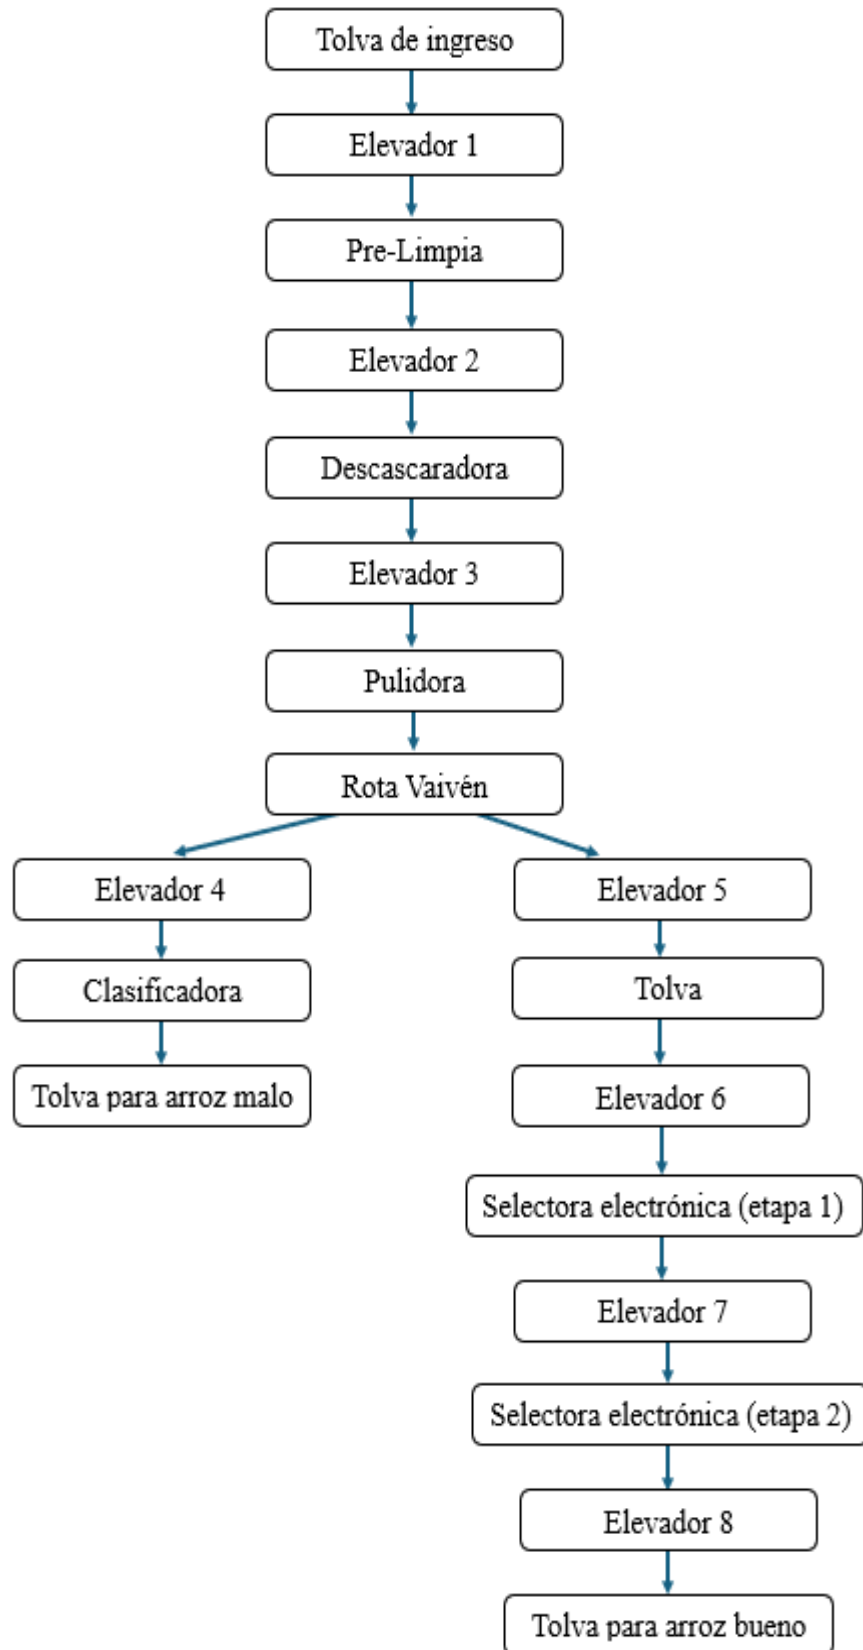 Tolva de ingreso
Elevador 1
Pre-Limpia
Elevador 2
Descascaradora
Elevador 3
Pulidora
Rota Vaivén
Elevador 4
Elevador 5
Clasificadora
Tolva
Tolva para arroz malo
Elevador 6
Selectora electrónica (etapa 1)
Elevador 7
Selectora electrónica (etapa 2)
Elevador 8
Tolva para arroz bueno